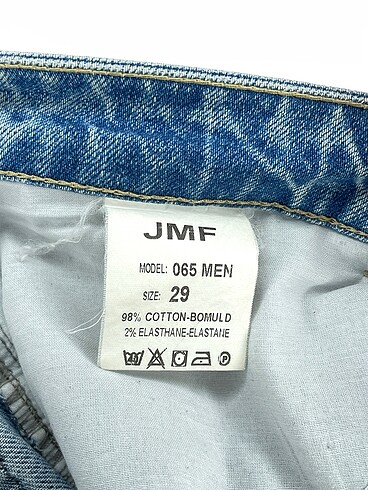 JMF
MODEL: 065 MEN
SIZE: 29
98% COTTON-BOMULD
2% ELASTHANE-ELASTANE